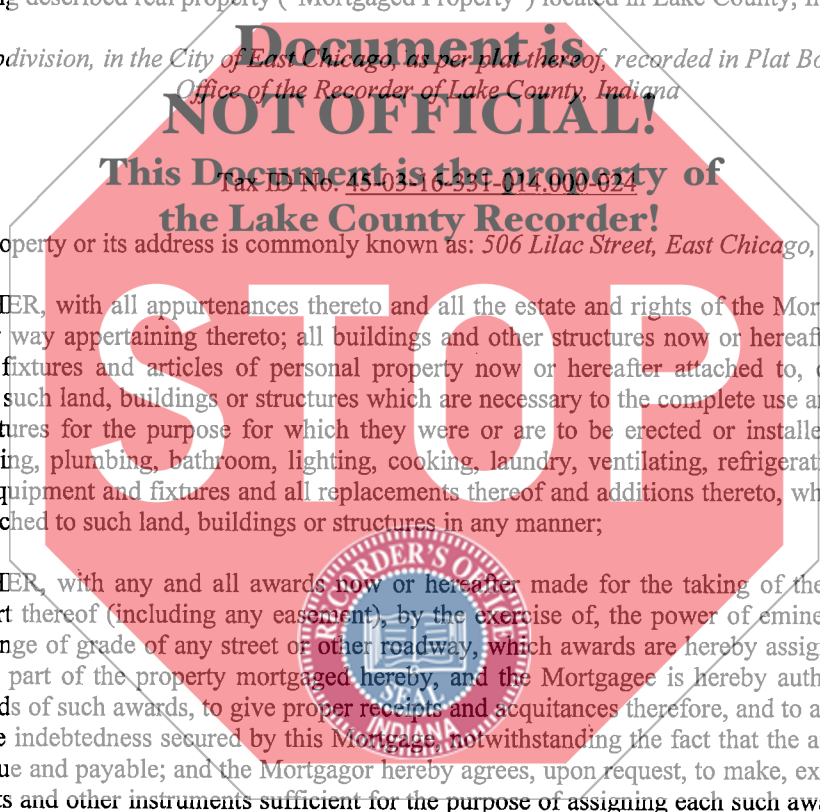 g described real property ("Mortgaged Property") located in Lake County,
Document is
division, in the City of East Chicago, as per plat thereof, recorded in Plat Bo
Office of the Recorder of Lake County, Indiana
NOT OFFICIAL!
This Document is the property of
Tax ID No. 45-03-16-331-014.000-024
the Lake County Recorder!
operty or its address is commonly known as: 506 Lilac Street, East Chicago,
STOP
ER, with all appurtenances thereto and all the estate and rights of the Mor
way appertaining thereto; all buildings and other structures now or hereaf
fixtures and articles of personal property now or hereafter attached to,
such land, buildings or structures which are necessary to the complete use a
tures for the purpose for which they were or are to be erected or installe
ing, plumbing, bathroom, lighting, cooking, laundry, ventilating, refrigerati
quipment and fixtures and all replacements thereof and additions thereto, wh
ched to such land, buildings or structures in any manner;
ER, with any and all awards now or hereafter made for the taking of the
rt thereof (including any easement), by the exercise of, the power of emine
nge of grade of any street or other roadway, which awards are hereby assig
part of the property mortgaged hereby, and the Mortgagee is hereby auth
ds of such awards, to give proper receipts and acquitances therefore, and to a
e indebtedness secured by this Mortgage, notwithstanding the fact that the a
ue and payable; and the Mortgagor hereby agrees, upon request, to make, ex
ts and other instruments sufficient for the purpose of assigning each such aw
RECORDER'S OFFICE
SEAL
INDIANA